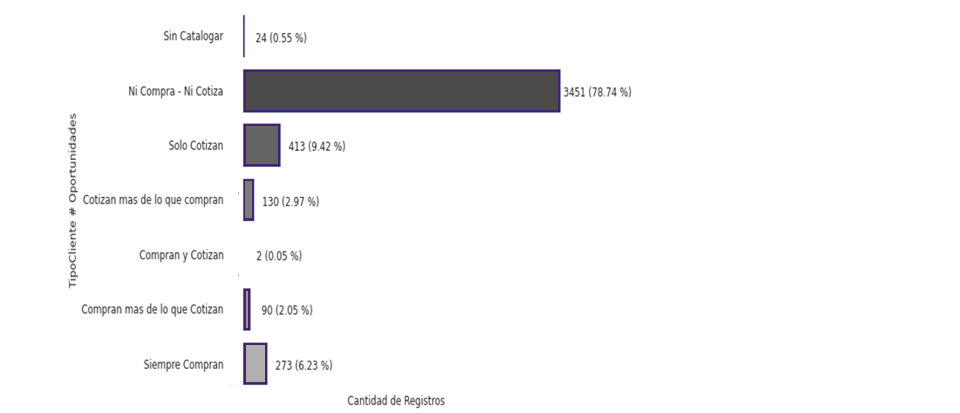 TipoCliente # Oportunidades
Sin Catalogar 24 (0.55 %)
Ni Compra - Ni Cotiza 3451 (78.74 %)
Solo Cotizan 413 (9.42 %)
Cotizan mas de lo que compran 130 (2.97 %)
Compran y Cotizan 2 (0.05 %)
Compran mas de lo que Cotizan 90 (2.05 %)
Siempre Compran 273 (6.23 %)
Cantidad de Registros